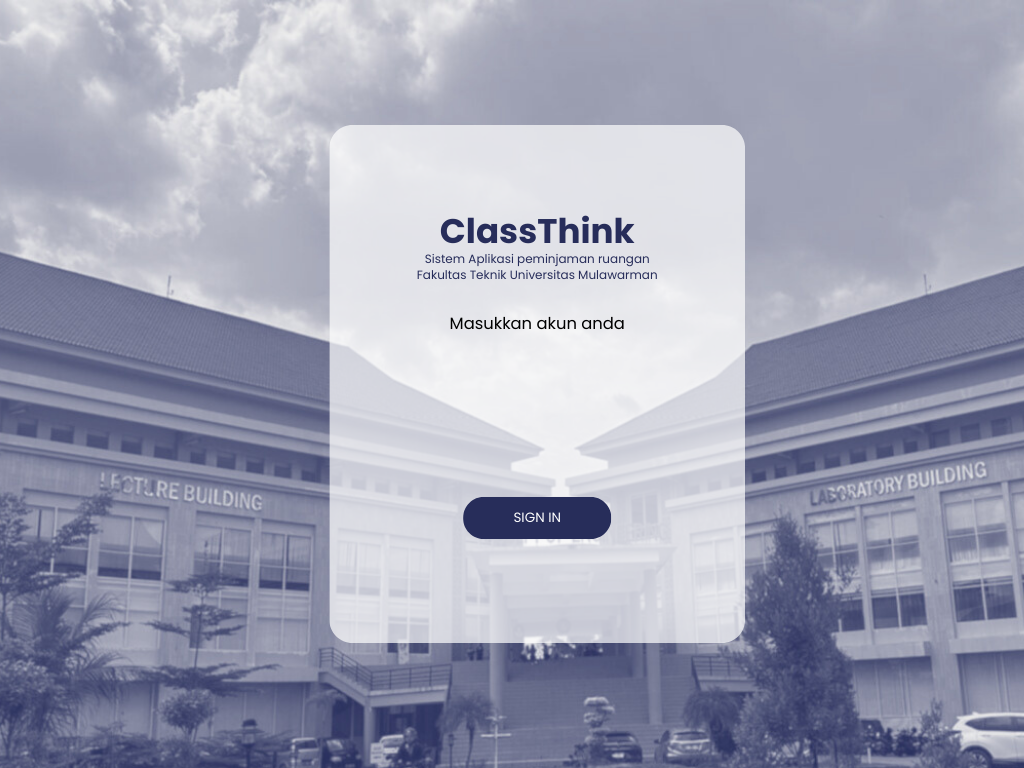 ClassThink
Sistem Aplikasi peminjaman ruangan
Fakultas Teknik Universitas Mulawarman
Masukkan akun anda
LECTURE BUILDING
LABORATORY BUILDING
SIGN IN